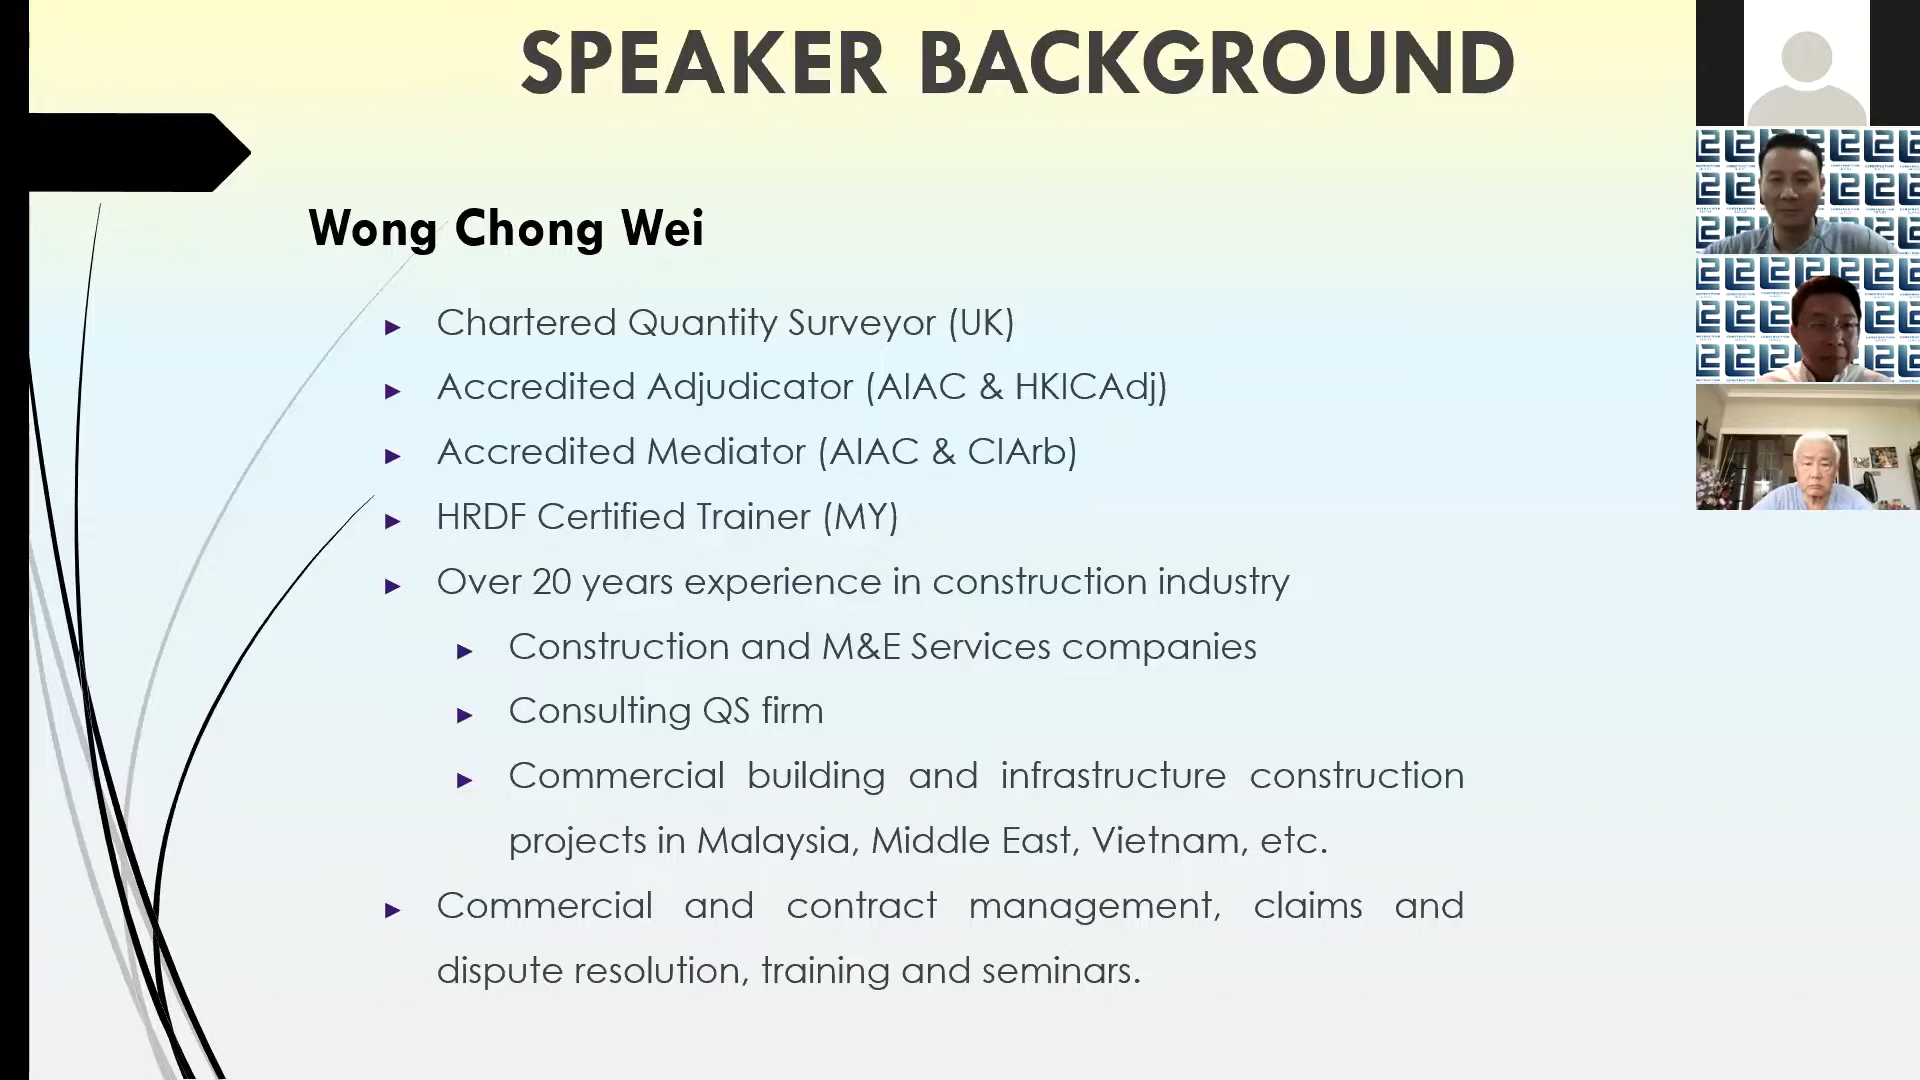 SPEAKER BACKGROUND
Wong Chong Wei
Chartered Quantity Surveyor (UK)
Accredited Adjudicator (AIAC & HKICAdj)
Accredited Mediator (AIAC & CIArb)
HRDF Certified Trainer (MY)
Over 20 years experience in construction industry
Construction and M&E Services companies
Consulting QS firm
Commercial building and infrastructure construction
projects in Malaysia, Middle East, Vietnam, etc.
Commercial and contract management, claims and
dispute resolution, training and seminars.